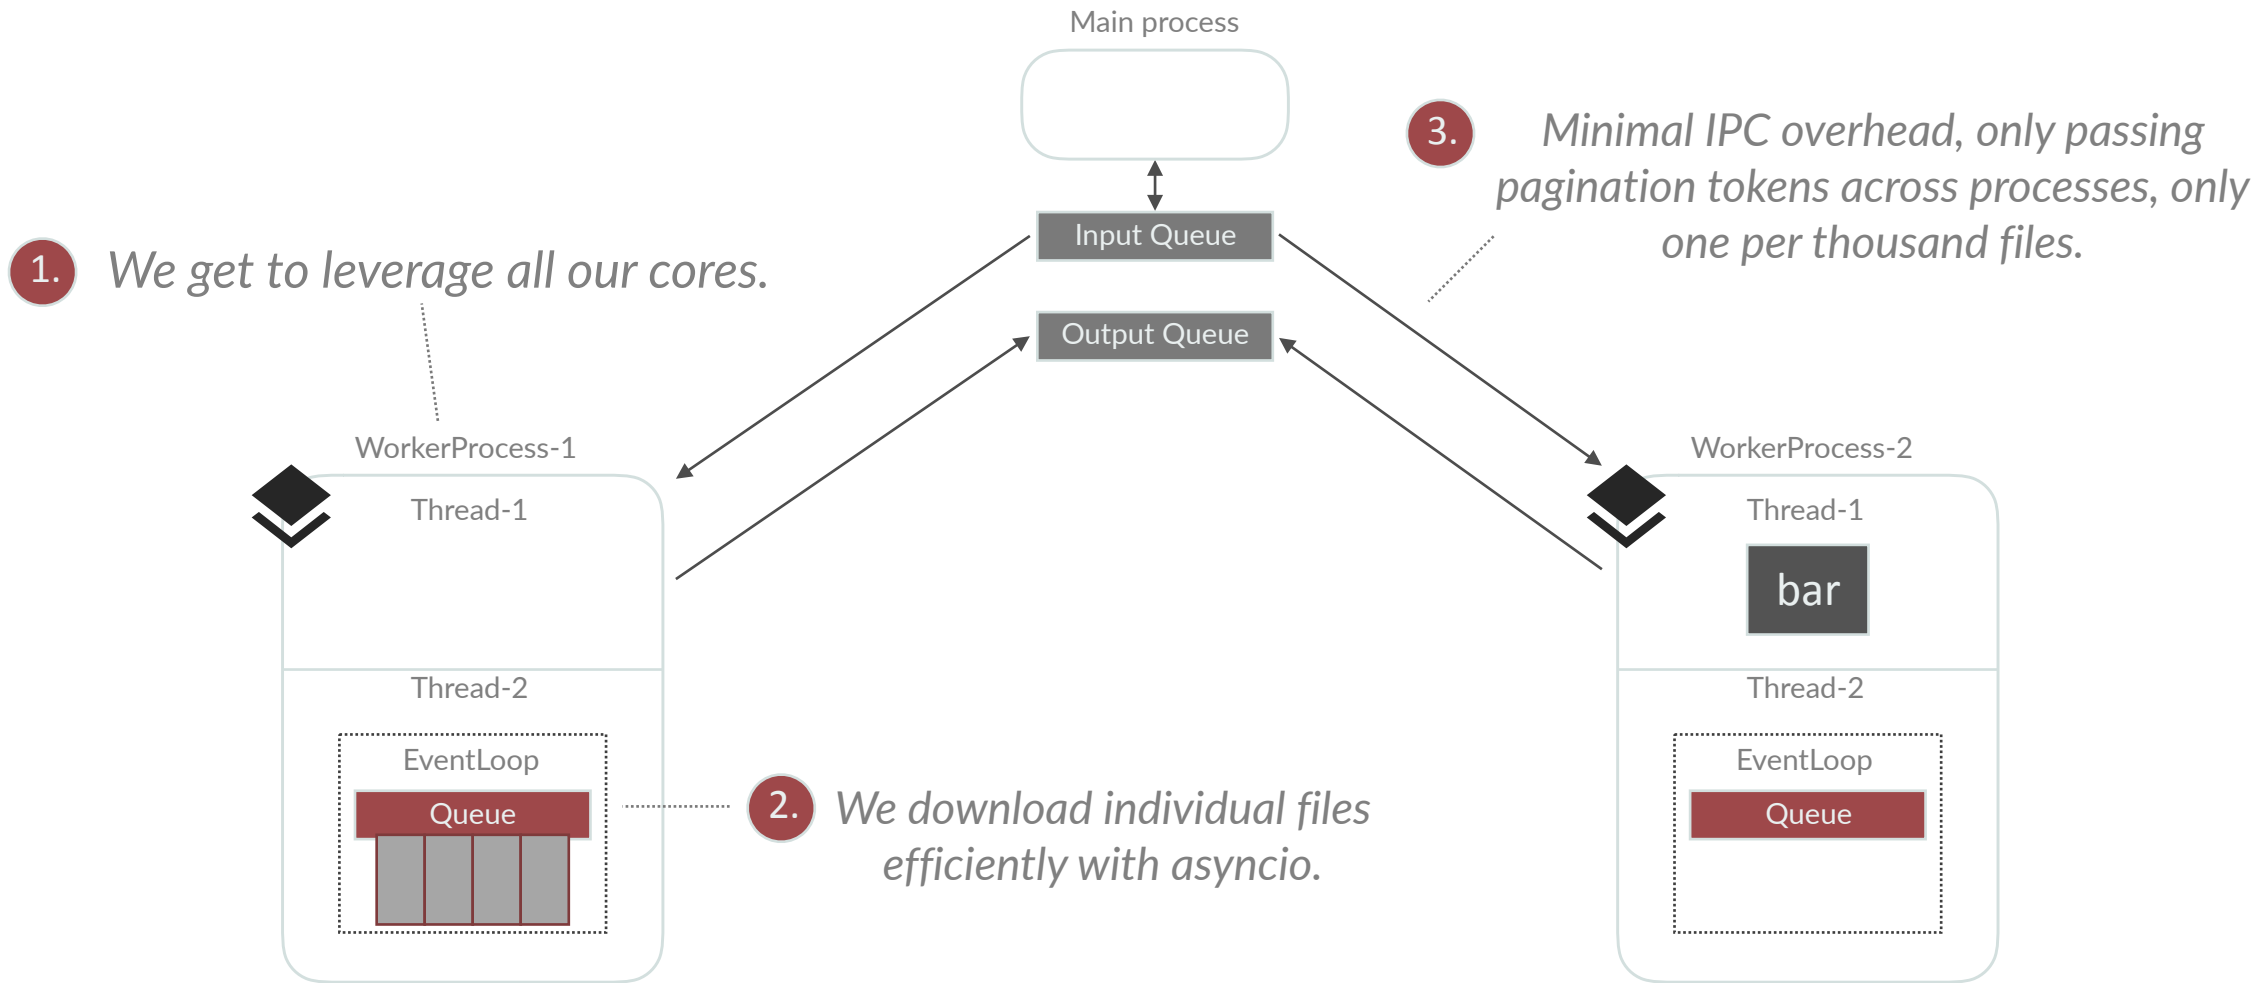 Main process
3.
Minimal IPC overhead, only passing
pagination tokens across processes, only
one per thousand files.
Input Queue
1.
We get to leverage all our cores.
Output Queue
WorkerProcess-1
Thread-1
Thread-2
EventLoop
Queue
2.
We download individual files
efficiently with asyncio.
WorkerProcess-2
Thread-1
bar
Thread-2
EventLoop
Queue